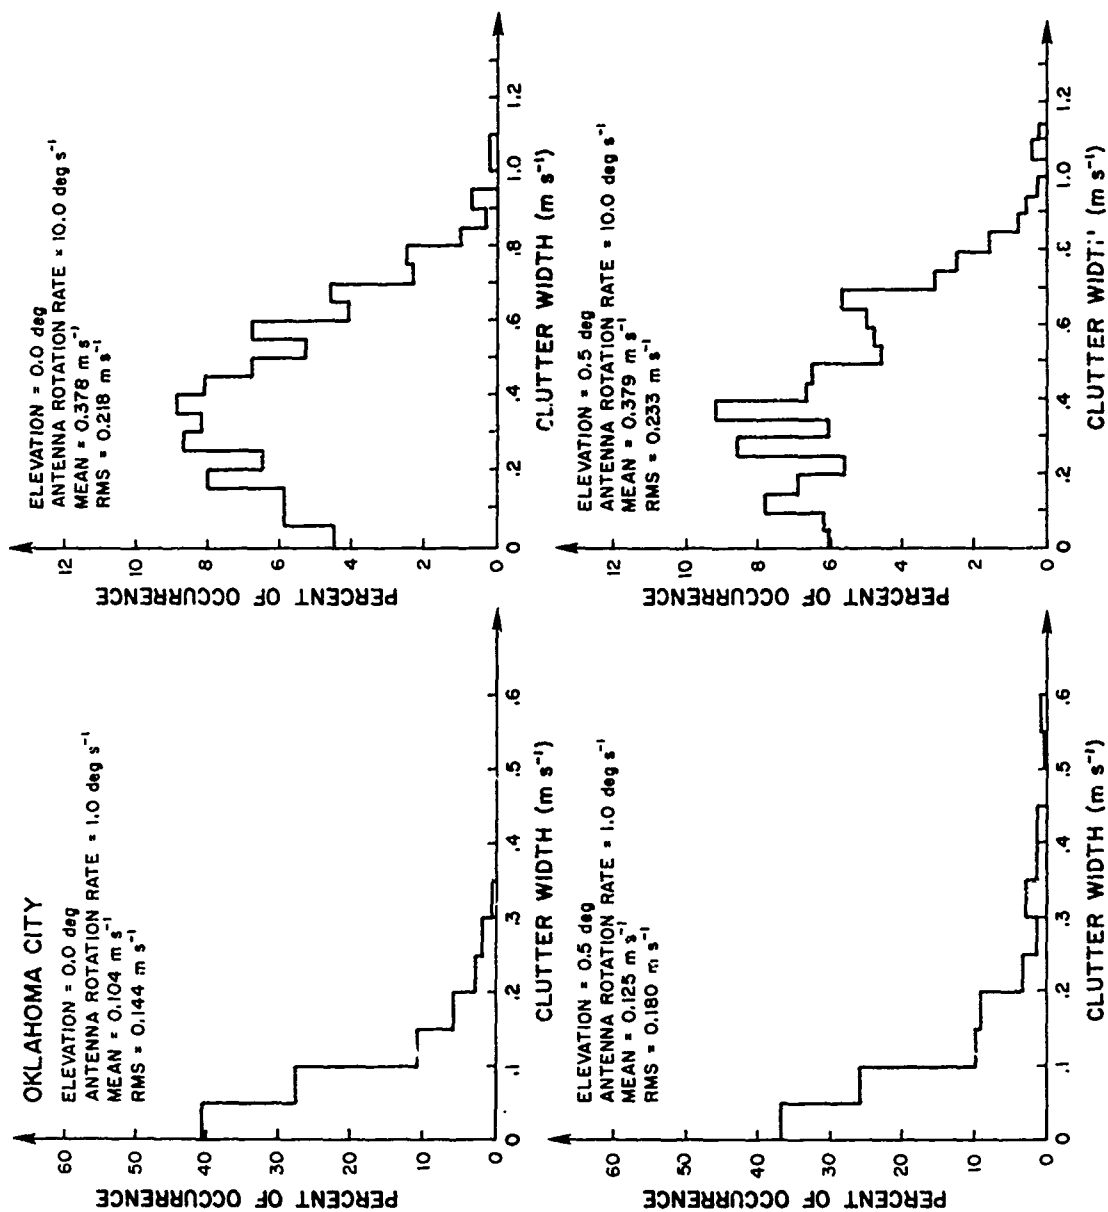 OKLAHOMA CITY
ELEVATION = 0.0 deg
ANTENNA ROTATION RATE = 1.0 deg s⁻¹
MEAN = 0.104 m s⁻¹
RMS = 0.144 m s⁻¹
PERCENT OF OCCURRENCE
60
50
40
30
20
10
0
0 .1 .2 .3 .4 .5 .6
CLUTTER WIDTH (m s⁻¹)
ELEVATION = 0.0 deg
ANTENNA ROTATION RATE = 10.0 deg s⁻¹
MEAN = 0.378 m s⁻¹
RMS = 0.218 m s⁻¹
PERCENT OF OCCURRENCE
12
10
8
6
4
2
0
0 .2 .4 .6 .8 1.0 1.2
CLUTTER WIDTH (m s⁻¹)
ELEVATION = 0.5 deg
ANTENNA ROTATION RATE = 1.0 deg s⁻¹
MEAN = 0.125 m s⁻¹
RMS = 0.180 m s⁻¹
PERCENT OF OCCURRENCE
60
50
40
30
20
10
0
0 .1 .2 .3 .4 .5 .6
CLUTTER WIDTH (m s⁻¹)
ELEVATION = 0.5 deg
ANTENNA ROTATION RATE = 10.0 deg s⁻¹
MEAN = 0.379 m s⁻¹
RMS = 0.233 m s⁻¹
PERCENT OF OCCURRENCE
12
10
8
6
4
2
0
0 .2 .4 .6 .8 1.0 1.2
CLUTTER WIDTH (m s⁻¹)